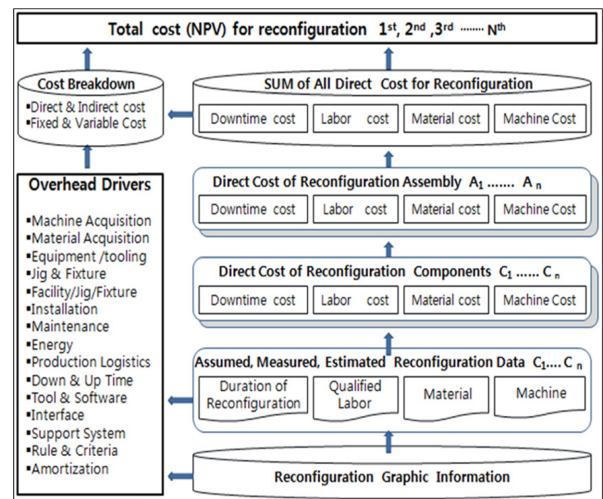 Total cost (NPV) for reconfiguration 1st, 2nd ,3rd ........ Nth
Cost Breakdown
▪Direct & Indirect cost
▪Fixed & Variable Cost
SUM of All Direct Cost for Reconfiguration
Downtime cost Labor cost Material cost Machine Cost
Overhead Drivers
▪Machine Acquisition
▪Material Acquisition
▪Equipment /tooling
▪Jig & Fixture
▪Facility/Jig/Fixture
▪Installation
▪Maintenance
▪Energy
▪Production Logistics
▪Down & Up Time
▪Tool & Software
▪Interface
▪Support System
▪Rule & Criteria
▪Amortization
Direct Cost of Reconfiguration Assembly A1 ....... A n
Downtime cost Labor cost Material cost Machine Cost
Direct Cost of Reconfiguration Components C1 ...... C n
Downtime cost Labor cost Material cost Machine Cost
Assumed, Measured, Estimated Reconfiguration Data C1.... C n
Duration of Reconfiguration
Qualified Labor
Material
Machine
Reconfiguration Graphic Information